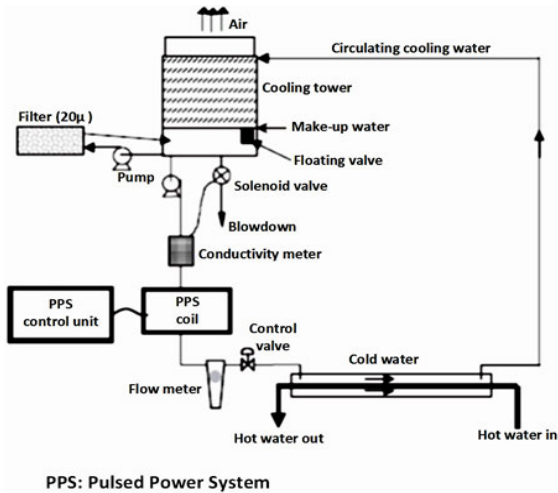 Air
Circulating cooling water
Cooling tower
Filter (20µ )
Make-up water
Floating valve
Pump
Solenoid valve
Blowdown
Conductivity meter
PPS
control unit
PPS
coil
Control
valve
Cold water
Flow meter
Hot water out
Hot water in
PPS: Pulsed Power System